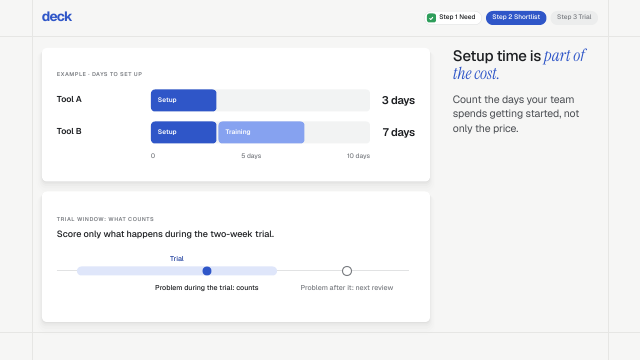 deck
Step 1 Need
Step 2 Shortlist
Step 3 Trial
EXAMPLE · DAYS TO SET UP
Tool A
Setup
3 days
Tool B
Setup
Training
7 days
0
5 days
10 days
Setup time is part of
the cost.
Count the days your team
spends getting started, not
only the price.
TRIAL WINDOW: WHAT COUNTS
Score only what happens during the two-week trial.
Trial
Problem during the trial: counts
Problem after it: next review